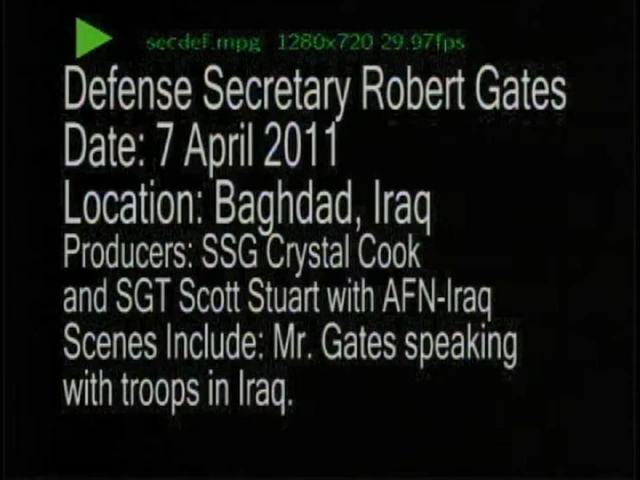 secdef.mpg 1280x720 29.97fps
Defense Secretary Robert Gates
Date: 7 April 2011
Location: Baghdad, Iraq
Producers: SSG Crystal Cook
and SGT Scott Stuart with AFN-Iraq
Scenes Include: Mr. Gates speaking
with troops in Iraq.